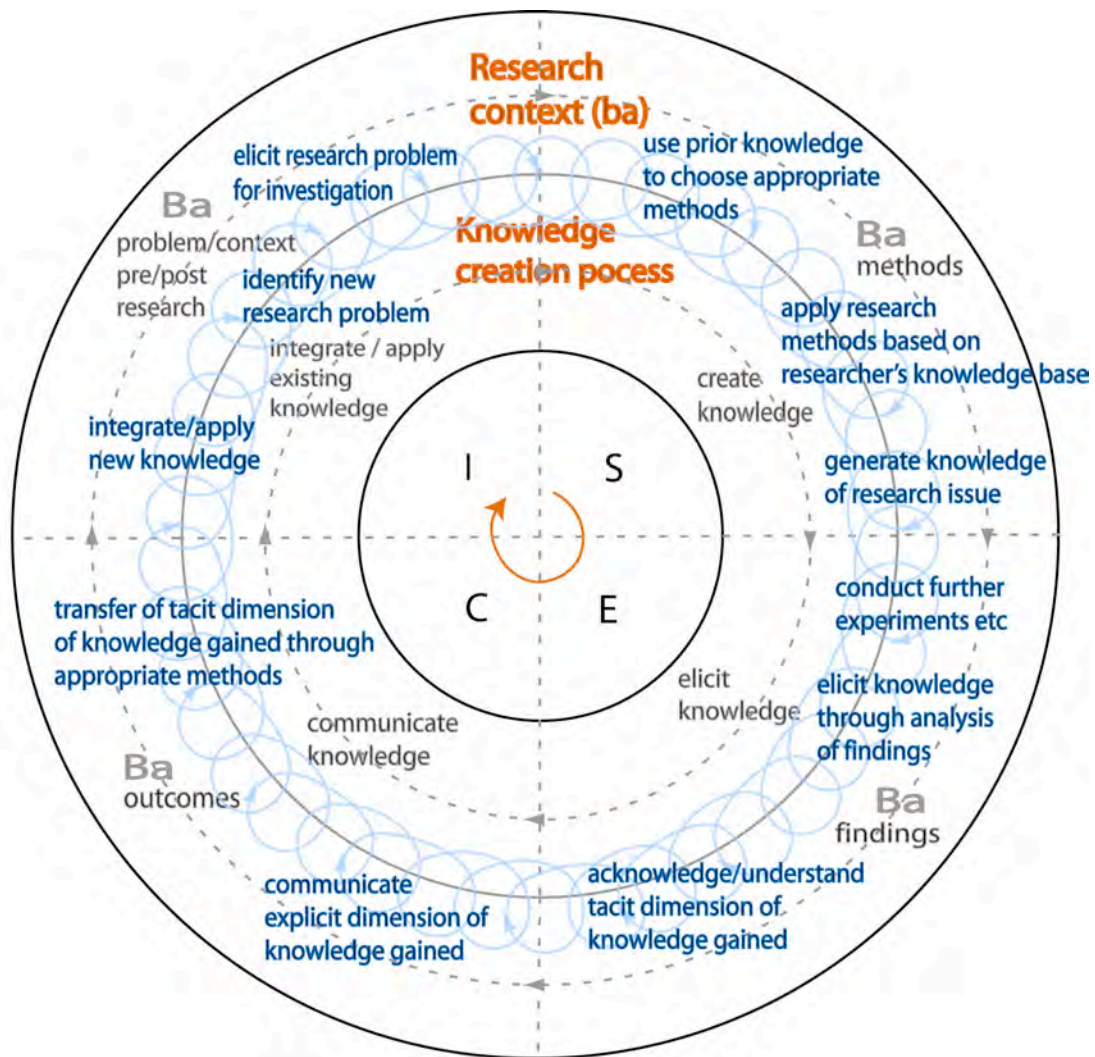 Research
context (ba)
elicit research problem
for investigation
use prior knowledge
to choose appropriate
methods
Ba
problem/context
pre/post
research
Knowledge
creation pocess
Ba
methods
identify new
research problem
integrate / apply
existing
knowledge
apply research
methods based on
researcher's knowledge base
create
knowledge
integrate/apply
new knowledge
I
S
generate knowledge
of research issue
C
E
conduct further
experiments etc
transfer of tacit dimension
of knowledge gained through
appropriate methods
elicit
knowledge
elicit knowledge
through analysis
of findings
communicate
knowledge
Ba
outcomes
Ba
findings
communicate
explicit dimension of
knowledge gained
acknowledge/understand
tacit dimension of
knowledge gained